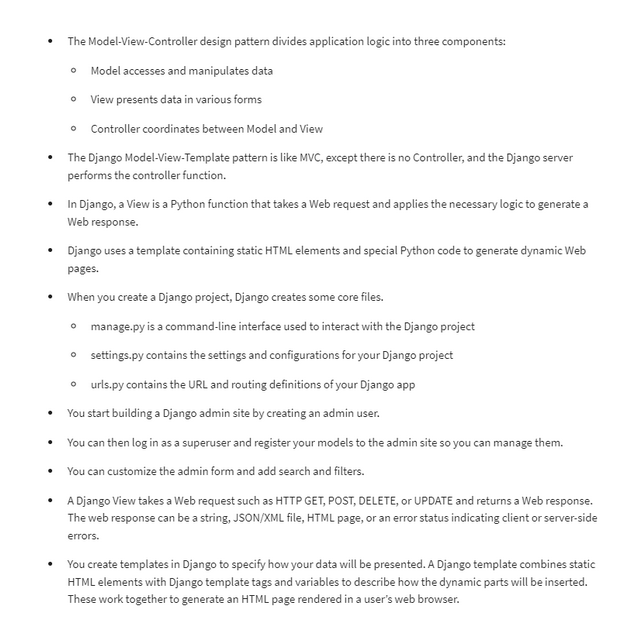 The Model-View-Controller design pattern divides application logic into three components:
Model accesses and manipulates data
View presents data in various forms
Controller coordinates between Model and View
The Django Model-View-Template pattern is like MVC, except there is no Controller, and the Django server
performs the controller function.
In Django, a View is a Python function that takes a Web request and applies the necessary logic to generate a
Web response.
Django uses a template containing static HTML elements and special Python code to generate dynamic Web
pages.
When you create a Django project, Django creates some core files.
manage.py is a command-line interface used to interact with the Django project
settings.py contains the settings and configurations for your Django project
urls.py contains the URL and routing definitions of your Django app
You start building a Django admin site by creating an admin user.
You can then log in as a superuser and register your models to the admin site so you can manage them.
You can customize the admin form and add search and filters.
A Django View takes a Web request such as HTTP GET, POST, DELETE, or UPDATE and returns a Web response.
The web response can be a string, JSON/XML file, HTML page, or an error status indicating client or server-side
errors.
You create templates in Django to specify how your data will be presented. A Django template combines static
HTML elements with Django template tags and variables to describe how the dynamic parts will be inserted.
These work together to generate an HTML page rendered in a user’s web browser.